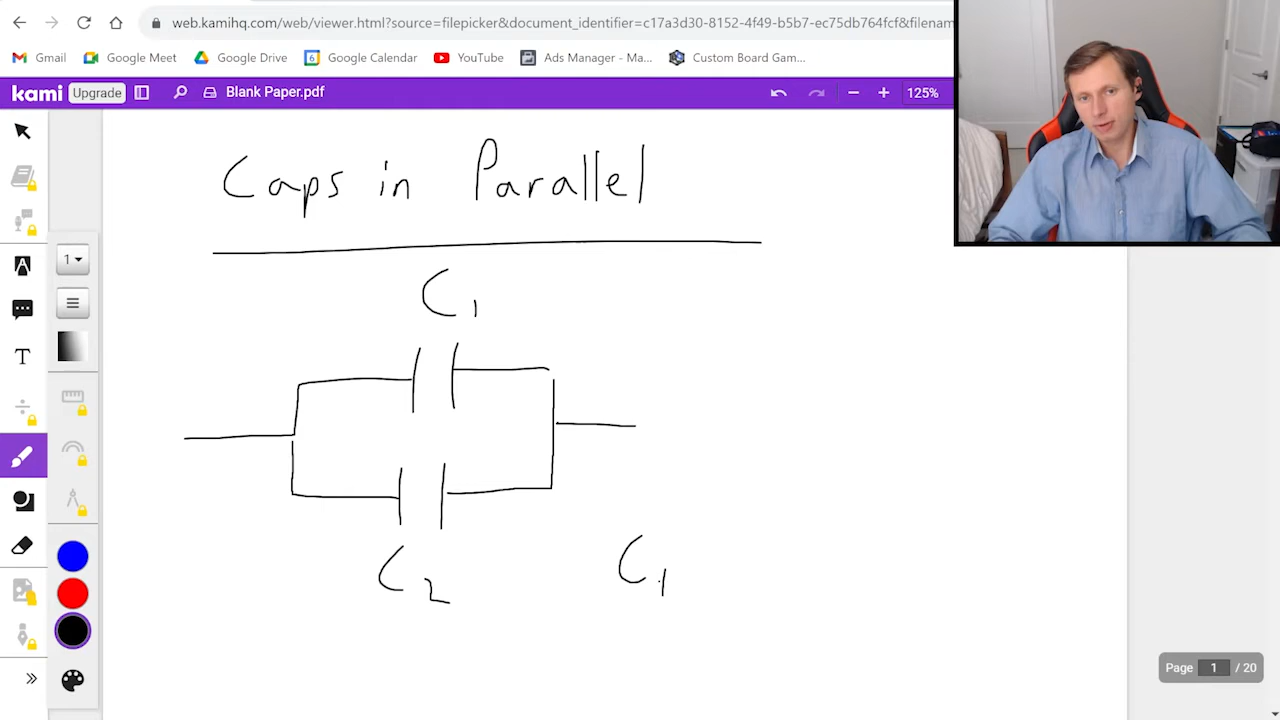 web.kamihq.com/web/viewer.html?source=filepicker&document_identifier=c17a3d30-8152-4f49-b5b7-ec75db764fcf&filenam
Gmail Google Meet Google Drive 6 Google Calendar YouTube Ads Manager - Ma... Custom Board Gam...
kami Upgrade Blank Paper.pdf 125%
Caps in Parallel
1
C1
A
T
C2
C1
Page 1 / 20